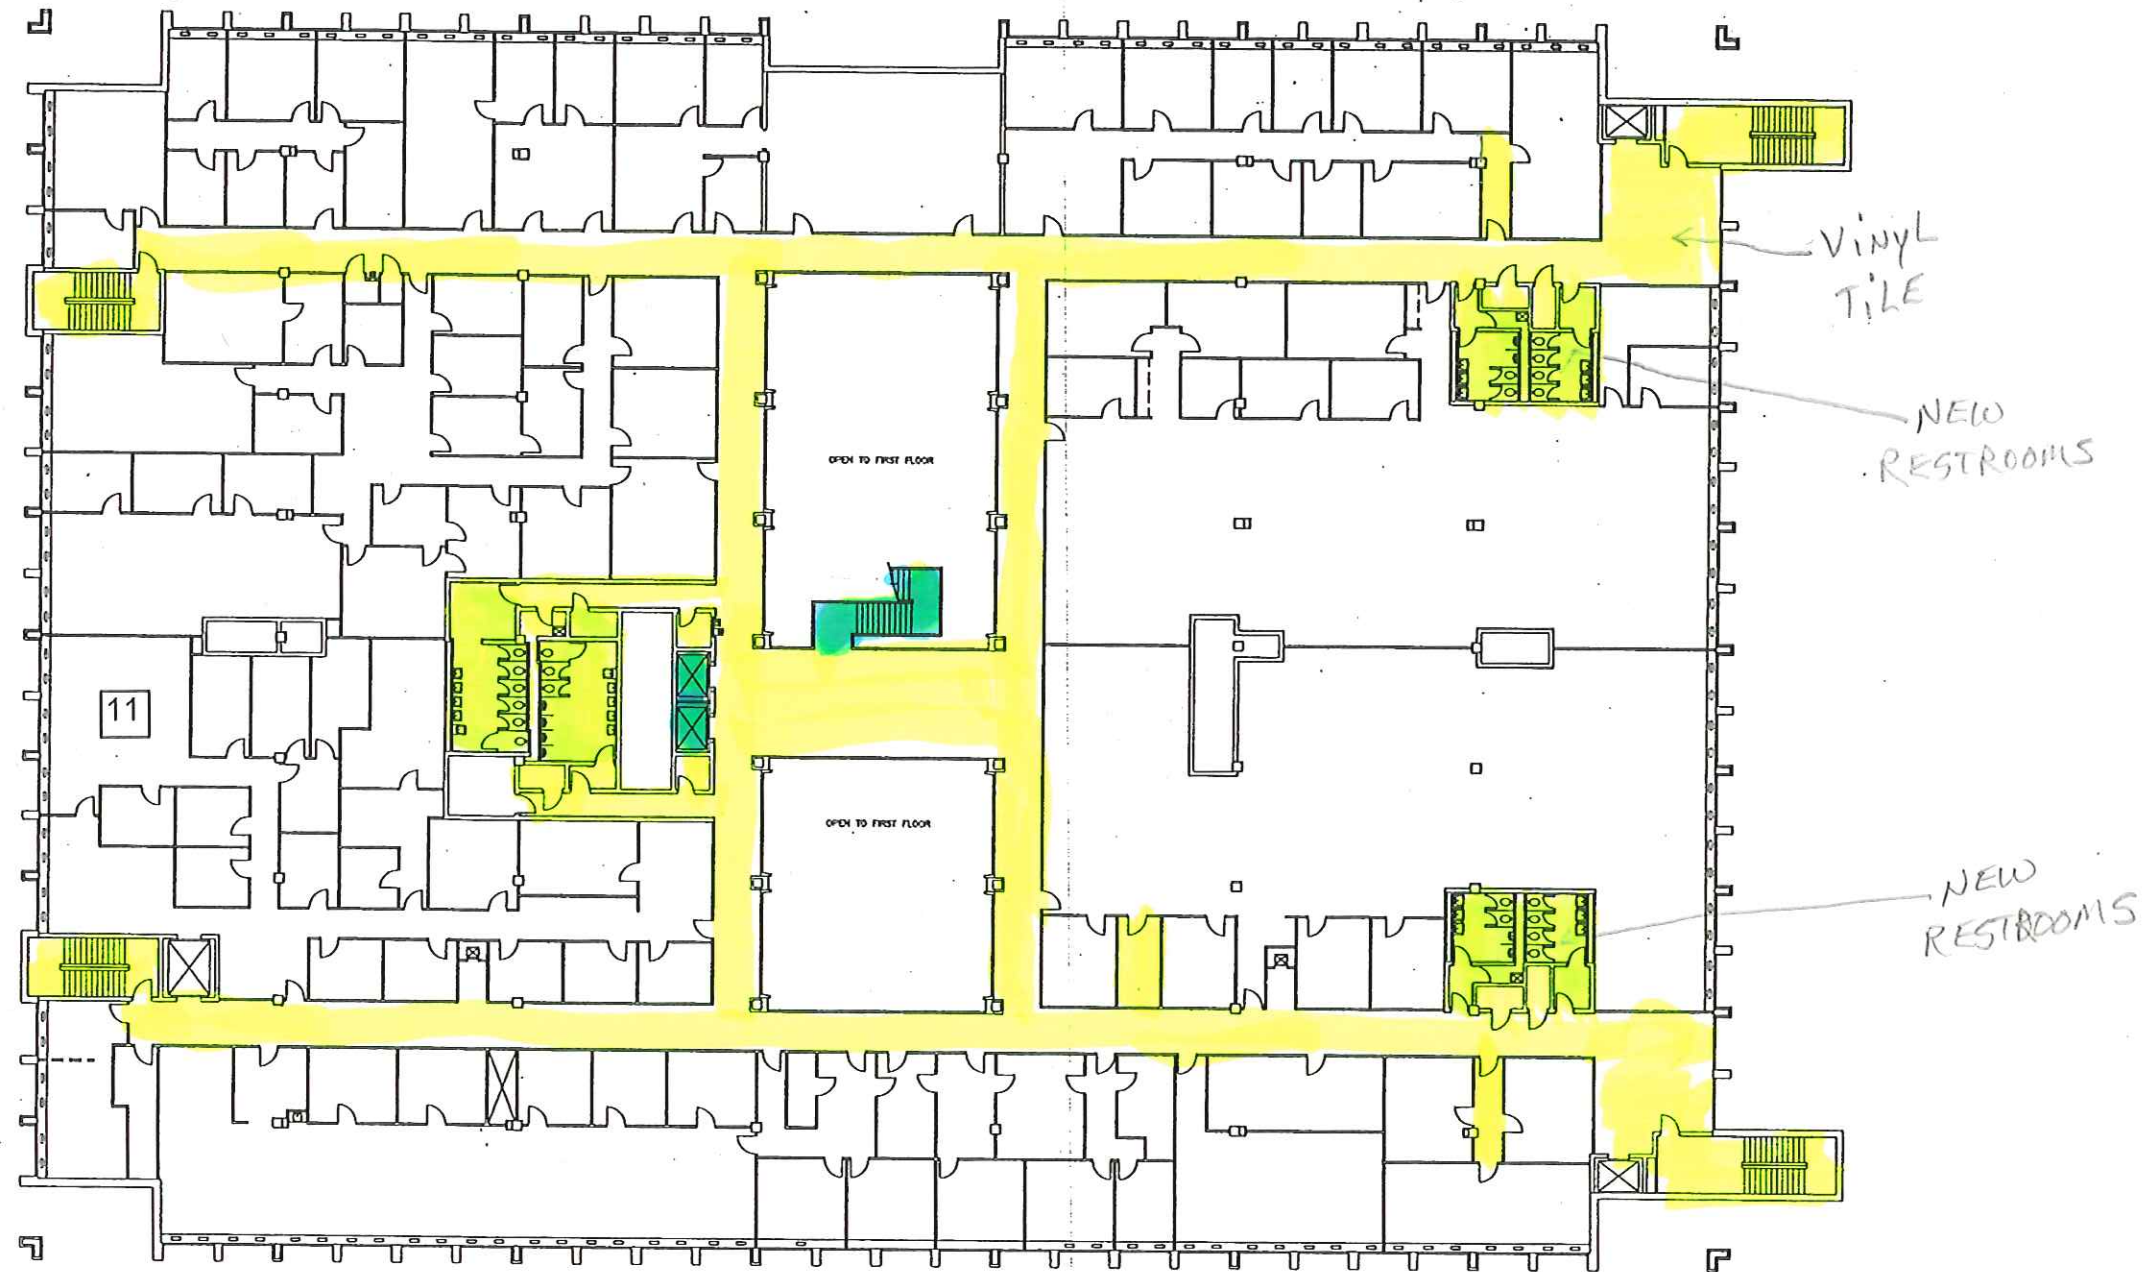 VINYL
TILE
NEW
RESTROOMS
OPEN TO FIRST FLOOR
11
OPEN TO FIRST FLOOR
NEW
RESTROOMS